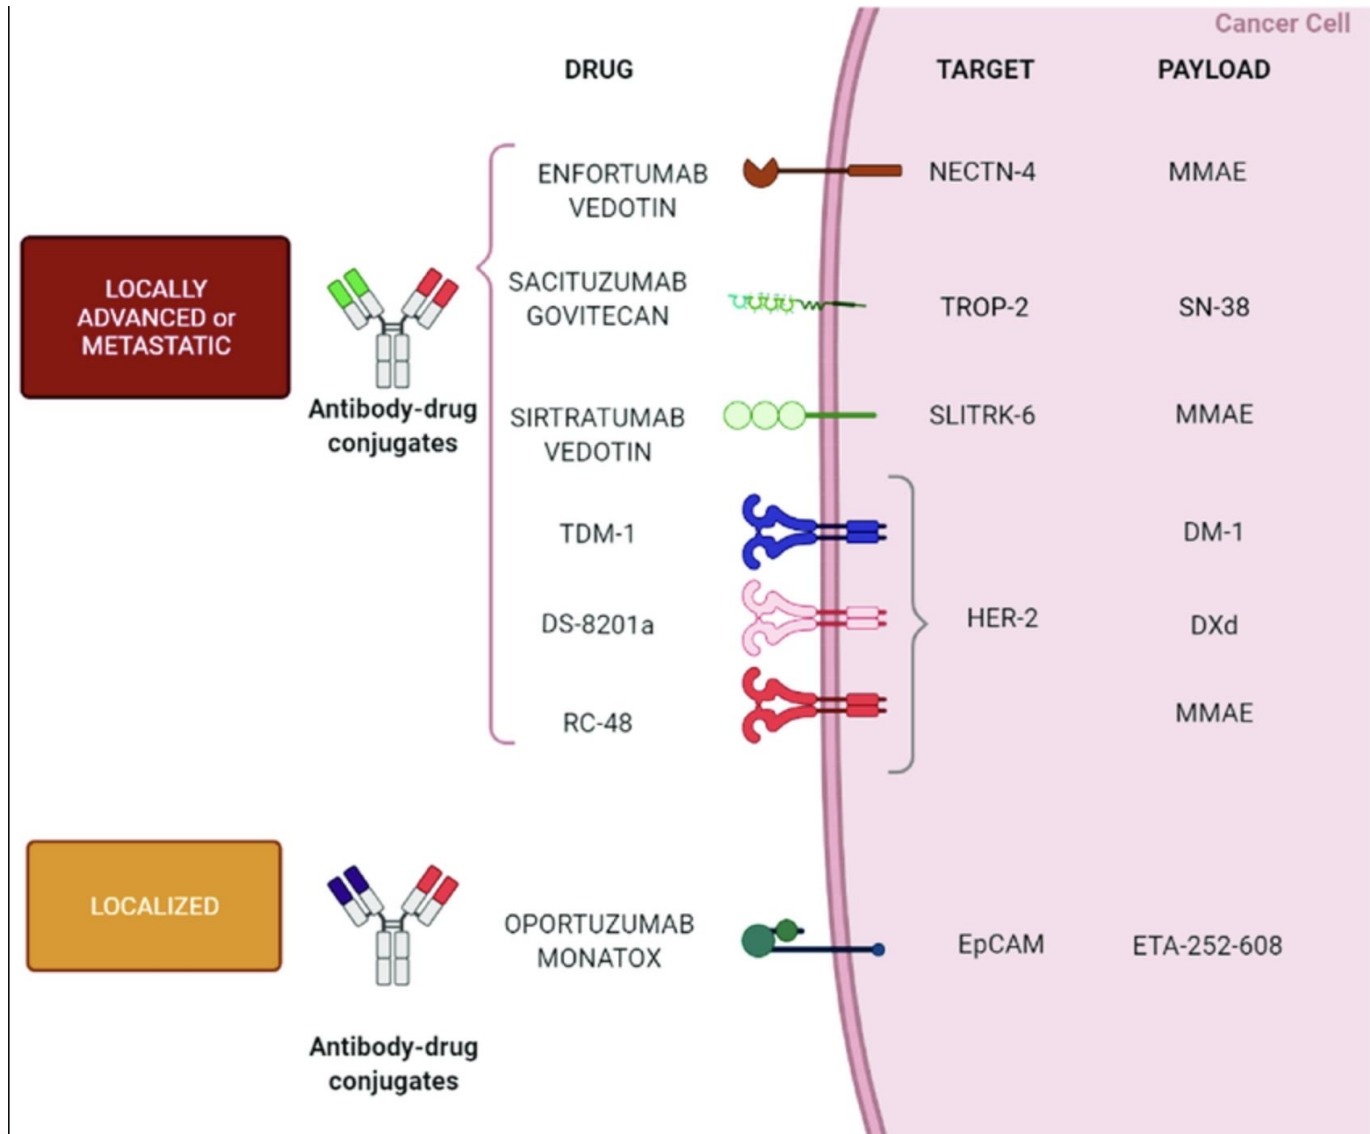 Cancer Cell
DRUG
TARGET
PAYLOAD
LOCALLY
ADVANCED or
METASTATIC
Antibody-drug
conjugates
ENFORTUMAB
VEDOTIN
NECTN-4
MMAE
SACITUZUMAB
GOVITECAN
TROP-2
SN-38
SIRTRATUMAB
VEDOTIN
SLITRK-6
MMAE
TDM-1
DM-1
DS-8201a
HER-2
DXd
RC-48
MMAE
LOCALIZED
Antibody-drug
conjugates
OPORTUZUMAB
MONATOX
EpCAM
ETA-252-608